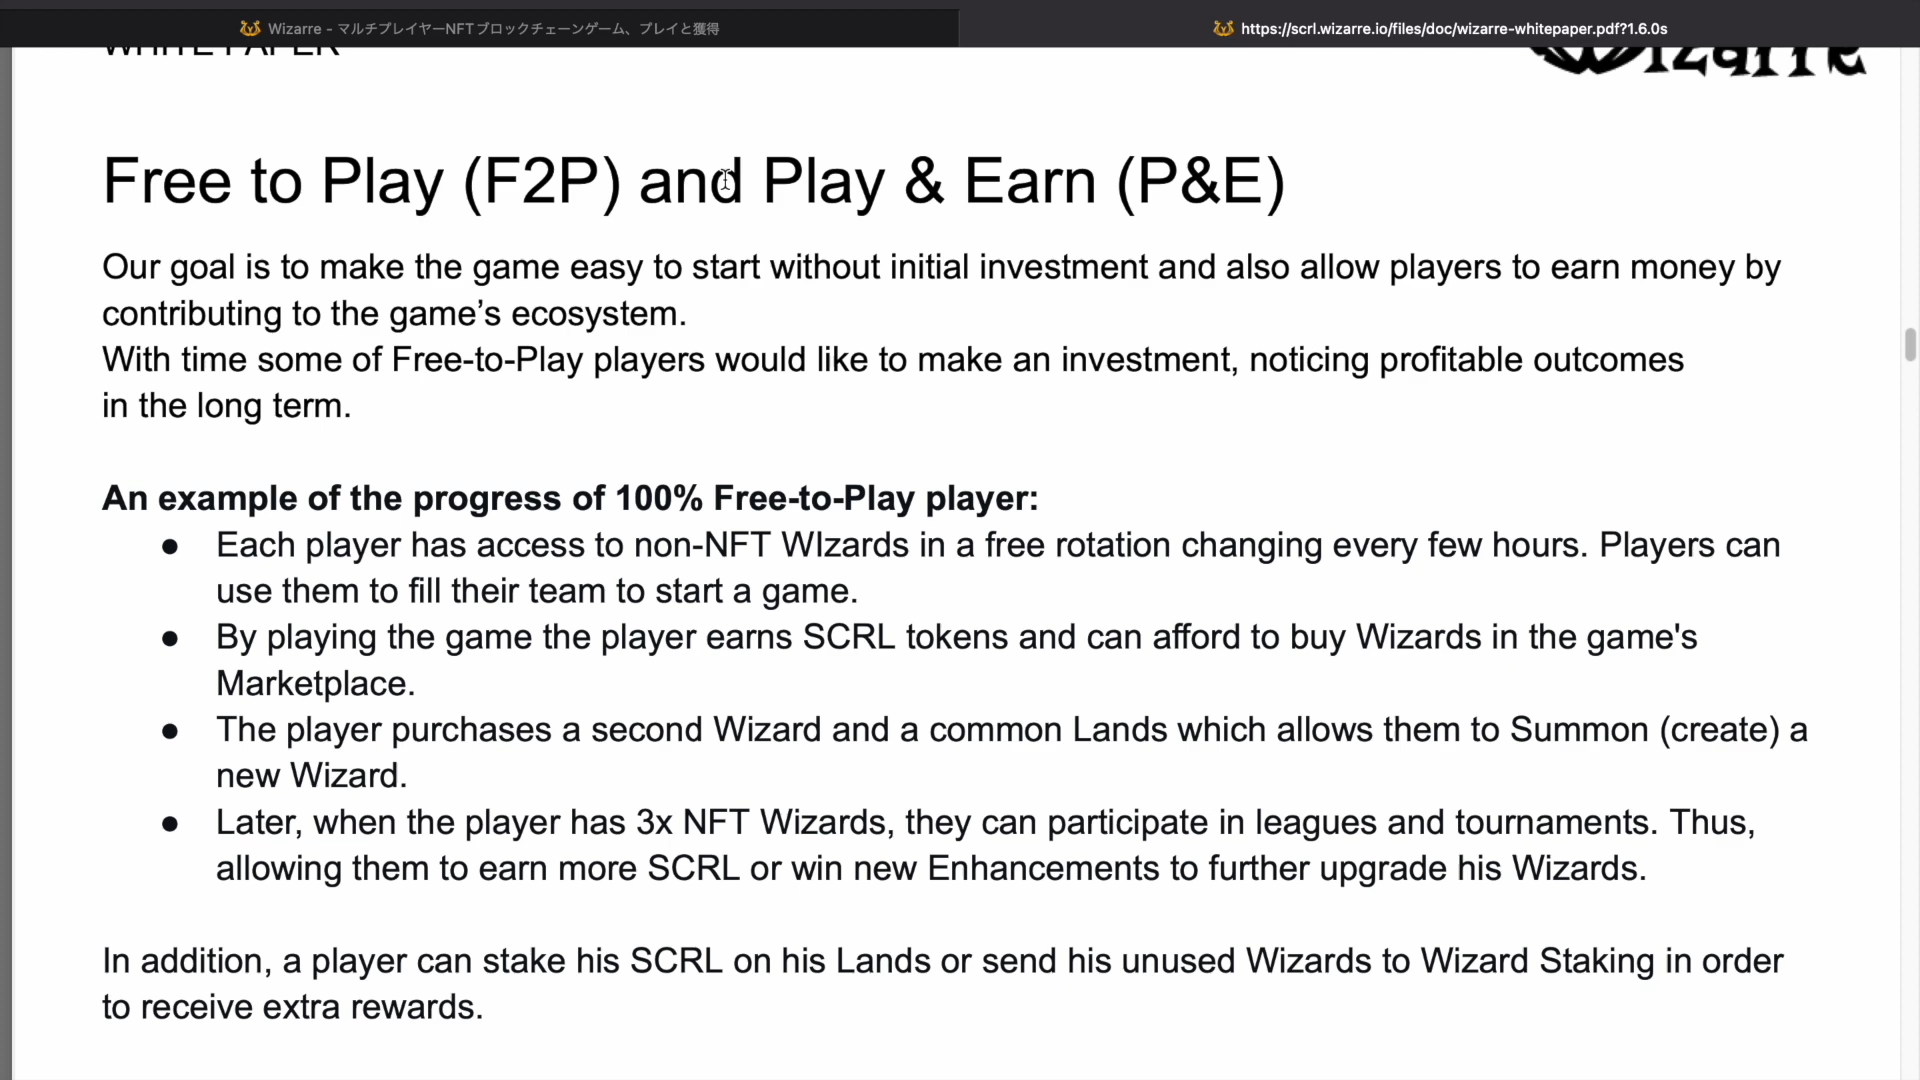 Wizarre - マルチプレイヤーNFTブロックチェーンゲーム、プレイと獲得
https://scrl.wizarre.io/files/doc/wizarre-whitepaper.pdf?1.6.0s
WHITE PAPER
Wizarre
Free to Play (F2P) and Play & Earn (P&E)
Our goal is to make the game easy to start without initial investment and also allow players to earn money by
contributing to the game’s ecosystem.
With time some of Free-to-Play players would like to make an investment, noticing profitable outcomes
in the long term.
An example of the progress of 100% Free-to-Play player:
● Each player has access to non-NFT WIzards in a free rotation changing every few hours. Players can
use them to fill their team to start a game.
● By playing the game the player earns SCRL tokens and can afford to buy Wizards in the game's
Marketplace.
● The player purchases a second Wizard and a common Lands which allows them to Summon (create) a
new Wizard.
● Later, when the player has 3x NFT Wizards, they can participate in leagues and tournaments. Thus,
allowing them to earn more SCRL or win new Enhancements to further upgrade his Wizards.
In addition, a player can stake his SCRL on his Lands or send his unused Wizards to Wizard Staking in order
to receive extra rewards.